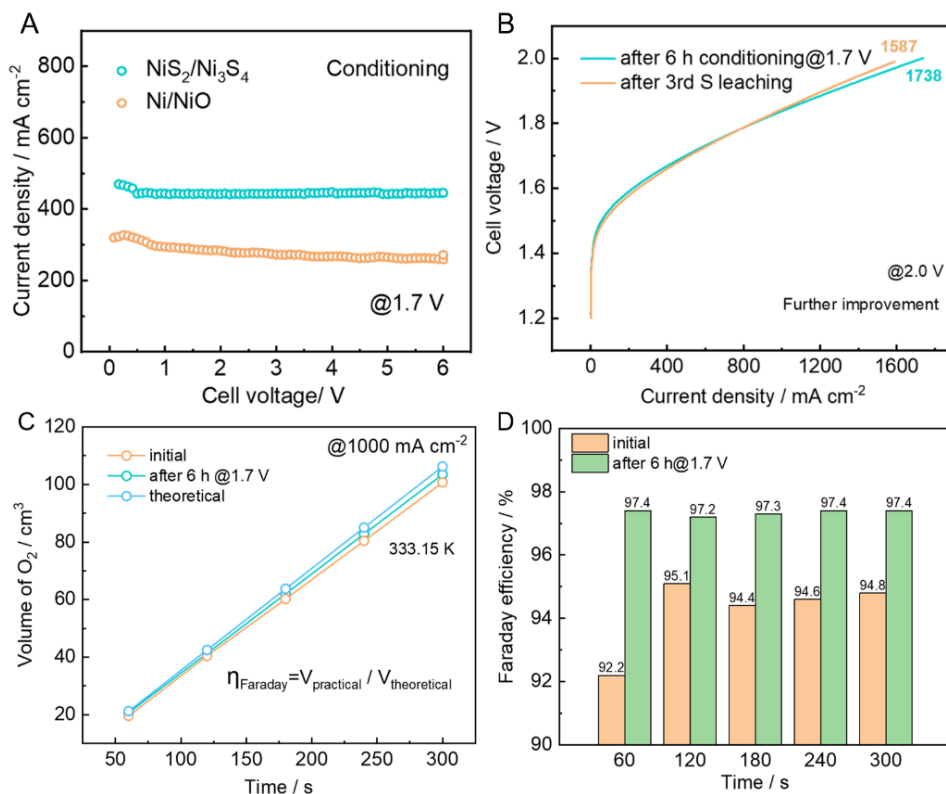 A
800
600
400
200
0
Current density / mA cm⁻²
NiS₂/Ni₃S₄
Ni/NiO
Conditioning
@1.7 V
0 1 2 3 4 5 6
Cell voltage/ V
B
2.0
1.8
1.6
1.4
1.2
Cell voltage / V
after 6 h conditioning@1.7 V
after 3rd S leaching
1587
1738
@2.0 V
Further improvement
0 400 800 1200 1600
Current density / mA cm⁻²
C
120
100
80
60
40
20
Volume of O₂ / cm³
initial
after 6 h @1.7 V
theoretical
@1000 mA cm⁻²
333.15 K
ηFaraday=Vpractical / Vtheoretical
50 100 150 200 250 300
Time / s
D
100
98
96
94
92
90
Faraday efficiency / %
initial
after 6 h@1.7 V
92.2
97.4
95.1
97.2
94.4
97.3
94.6
97.4
94.8
97.4
60 120 180 240 300
Time / s